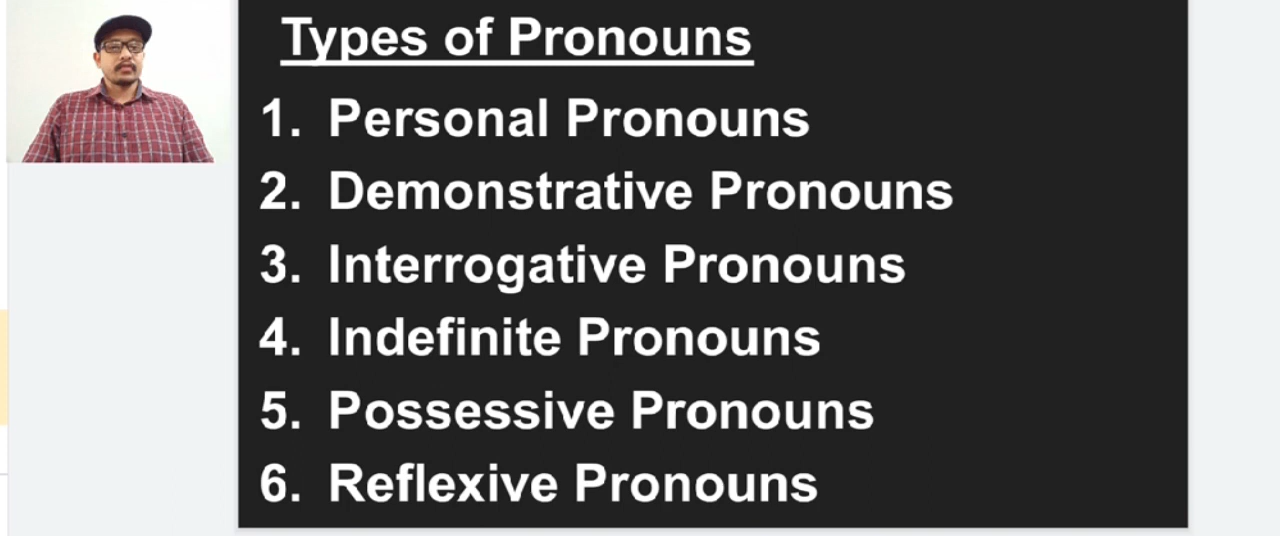 Types of Pronouns
1. Personal Pronouns
2. Demonstrative Pronouns
3. Interrogative Pronouns
4. Indefinite Pronouns
5. Possessive Pronouns
6. Reflexive Pronouns